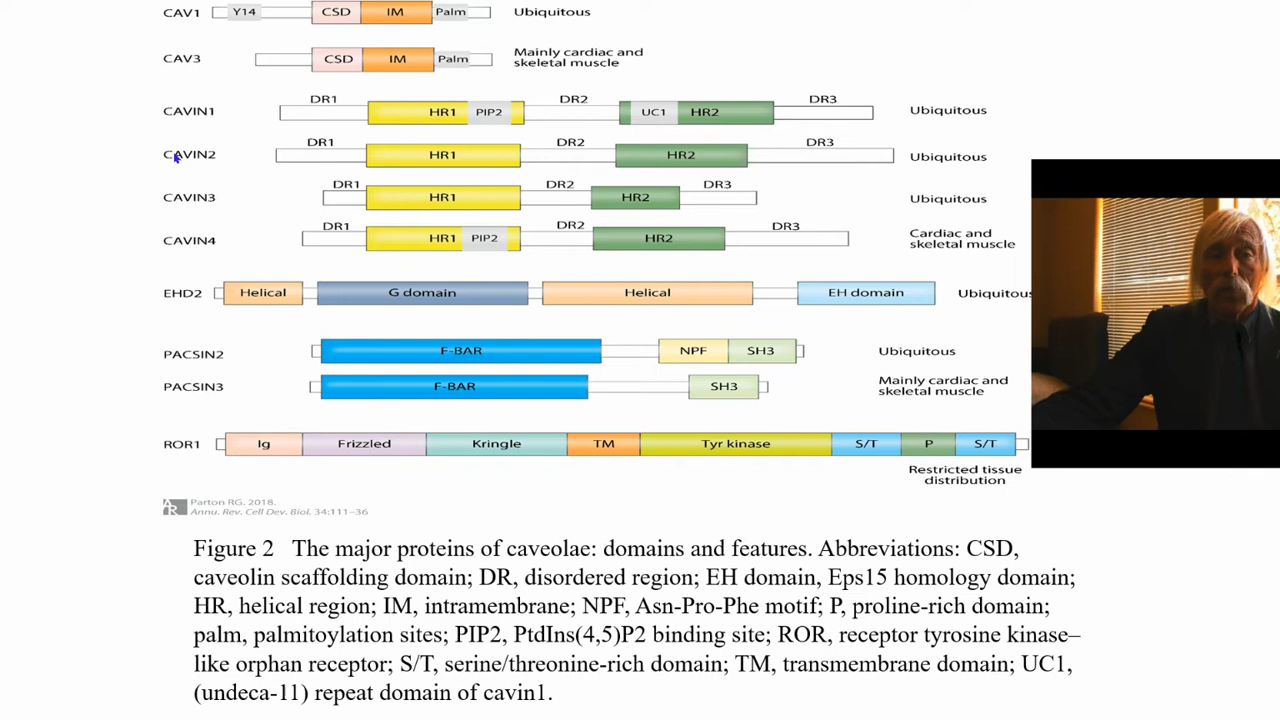 CAV1 Y14 CSD IM Palm Ubiquitous
CAV3 CSD IM Palm Mainly cardiac and
skeletal muscle
DR1 DR2 DR3
CAVIN1 HR1 PIP2 UC1 HR2 Ubiquitous
DR1 DR2 DR3
CAVIN2 HR1 HR2 Ubiquitous
DR1 DR2 DR3
CAVIN3 HR1 HR2 Ubiquitous
DR1 DR2 DR3
CAVIN4 HR1 PIP2 HR2 Cardiac and
skeletal muscle
EHD2 Helical G domain Helical EH domain Ubiquitous
PACSIN2 F-BAR NPF SH3 Ubiquitous
PACSIN3 F-BAR SH3 Mainly cardiac and
skeletal muscle
ROR1 Ig Frizzled Kringle TM Tyr kinase S/T P S/T
Restricted tissue
distribution
AR Parton RG. 2018.
Annu. Rev. Cell Dev. Biol. 34:111–36
Figure 2 The major proteins of caveolae: domains and features. Abbreviations: CSD,
caveolin scaffolding domain; DR, disordered region; EH domain, Eps15 homology domain;
HR, helical region; IM, intramembrane; NPF, Asn-Pro-Phe motif; P, proline-rich domain;
palm, palmitoylation sites; PIP2, PtdIns(4,5)P2 binding site; ROR, receptor tyrosine kinase–
like orphan receptor; S/T, serine/threonine-rich domain; TM, transmembrane domain; UC1,
(undeca-11) repeat domain of cavin1.